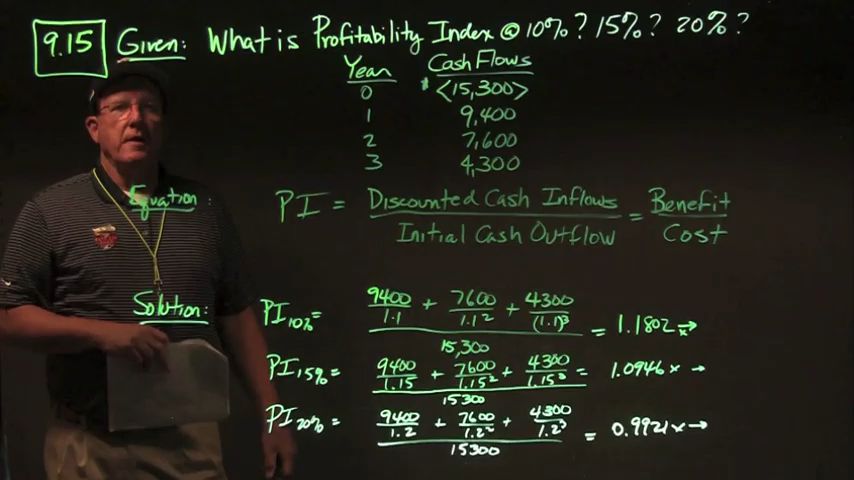 9.15 Given: What is Profitability Index @ 10%? 15%? 20%?
Year Cash Flows
0 <15,300>
1 9,400
2 7,600
3 4,300
Equation: PI = Discounted Cash Inflows / Initial Cash Outflow = Benefit / Cost
Solution: PI10% = 9400/1.1 + 7600/1.1² + 4300/(1.1)³ / 15,300 = 1.1802 x →
PI15% = 9400/1.15 + 7600/1.15² + 4300/1.15³ / 15300 = 1.0946 x →
PI20% = 9400/1.2 + 7600/1.2² + 4300/1.2³ / 15300 = 0.9921 x →